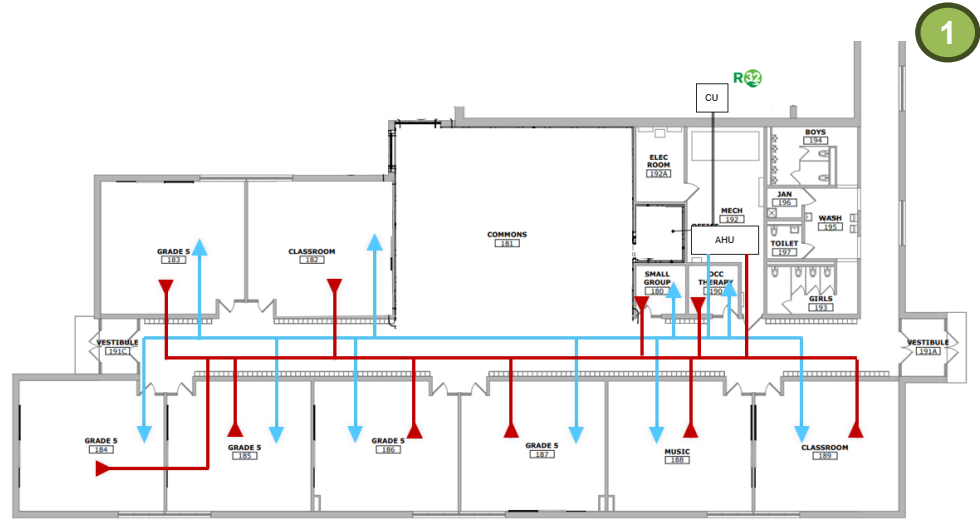 1
R32
CU
BOYS
194
ELEC
ROOM
192A
JAN
196
MECH
192
WASH
195
COMMONS
181
AHU
TOILET
197
GRADE 5
183
CLASSROOM
182
SMALL
GROUP
180
OCC
THERAPY
190
GIRLS
193
VESTIBULE
191C
VESTIBULE
191A
GRADE 5
184
GRADE 5
185
GRADE 5
186
GRADE 5
187
MUSIC
188
CLASSROOM
189